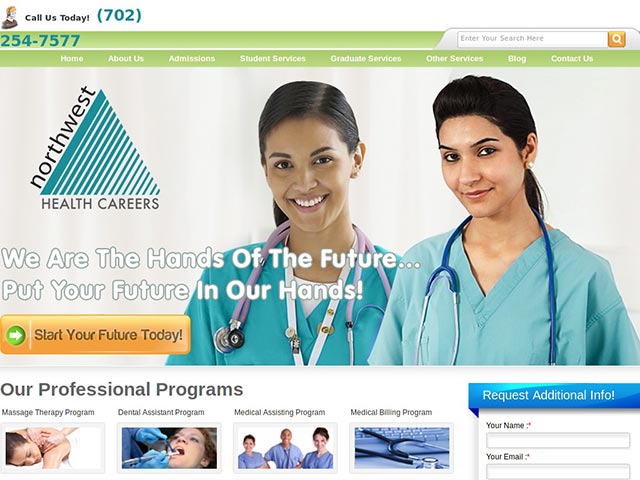 Call Us Today! (702)
254-7577
Enter Your Search Here
Home About Us Admissions Student Services Graduate Services Other Services Blog Contact Us
northwest
HEALTH CAREERS
We Are The Hands Of The Future...
Put Your Future In Our Hands!
Start Your Future Today!
Our Professional Programs
Request Additional Info!
Massage Therapy Program Dental Assistant Program Medical Assisting Program Medical Billing Program
Your Name :*
Your Email :*